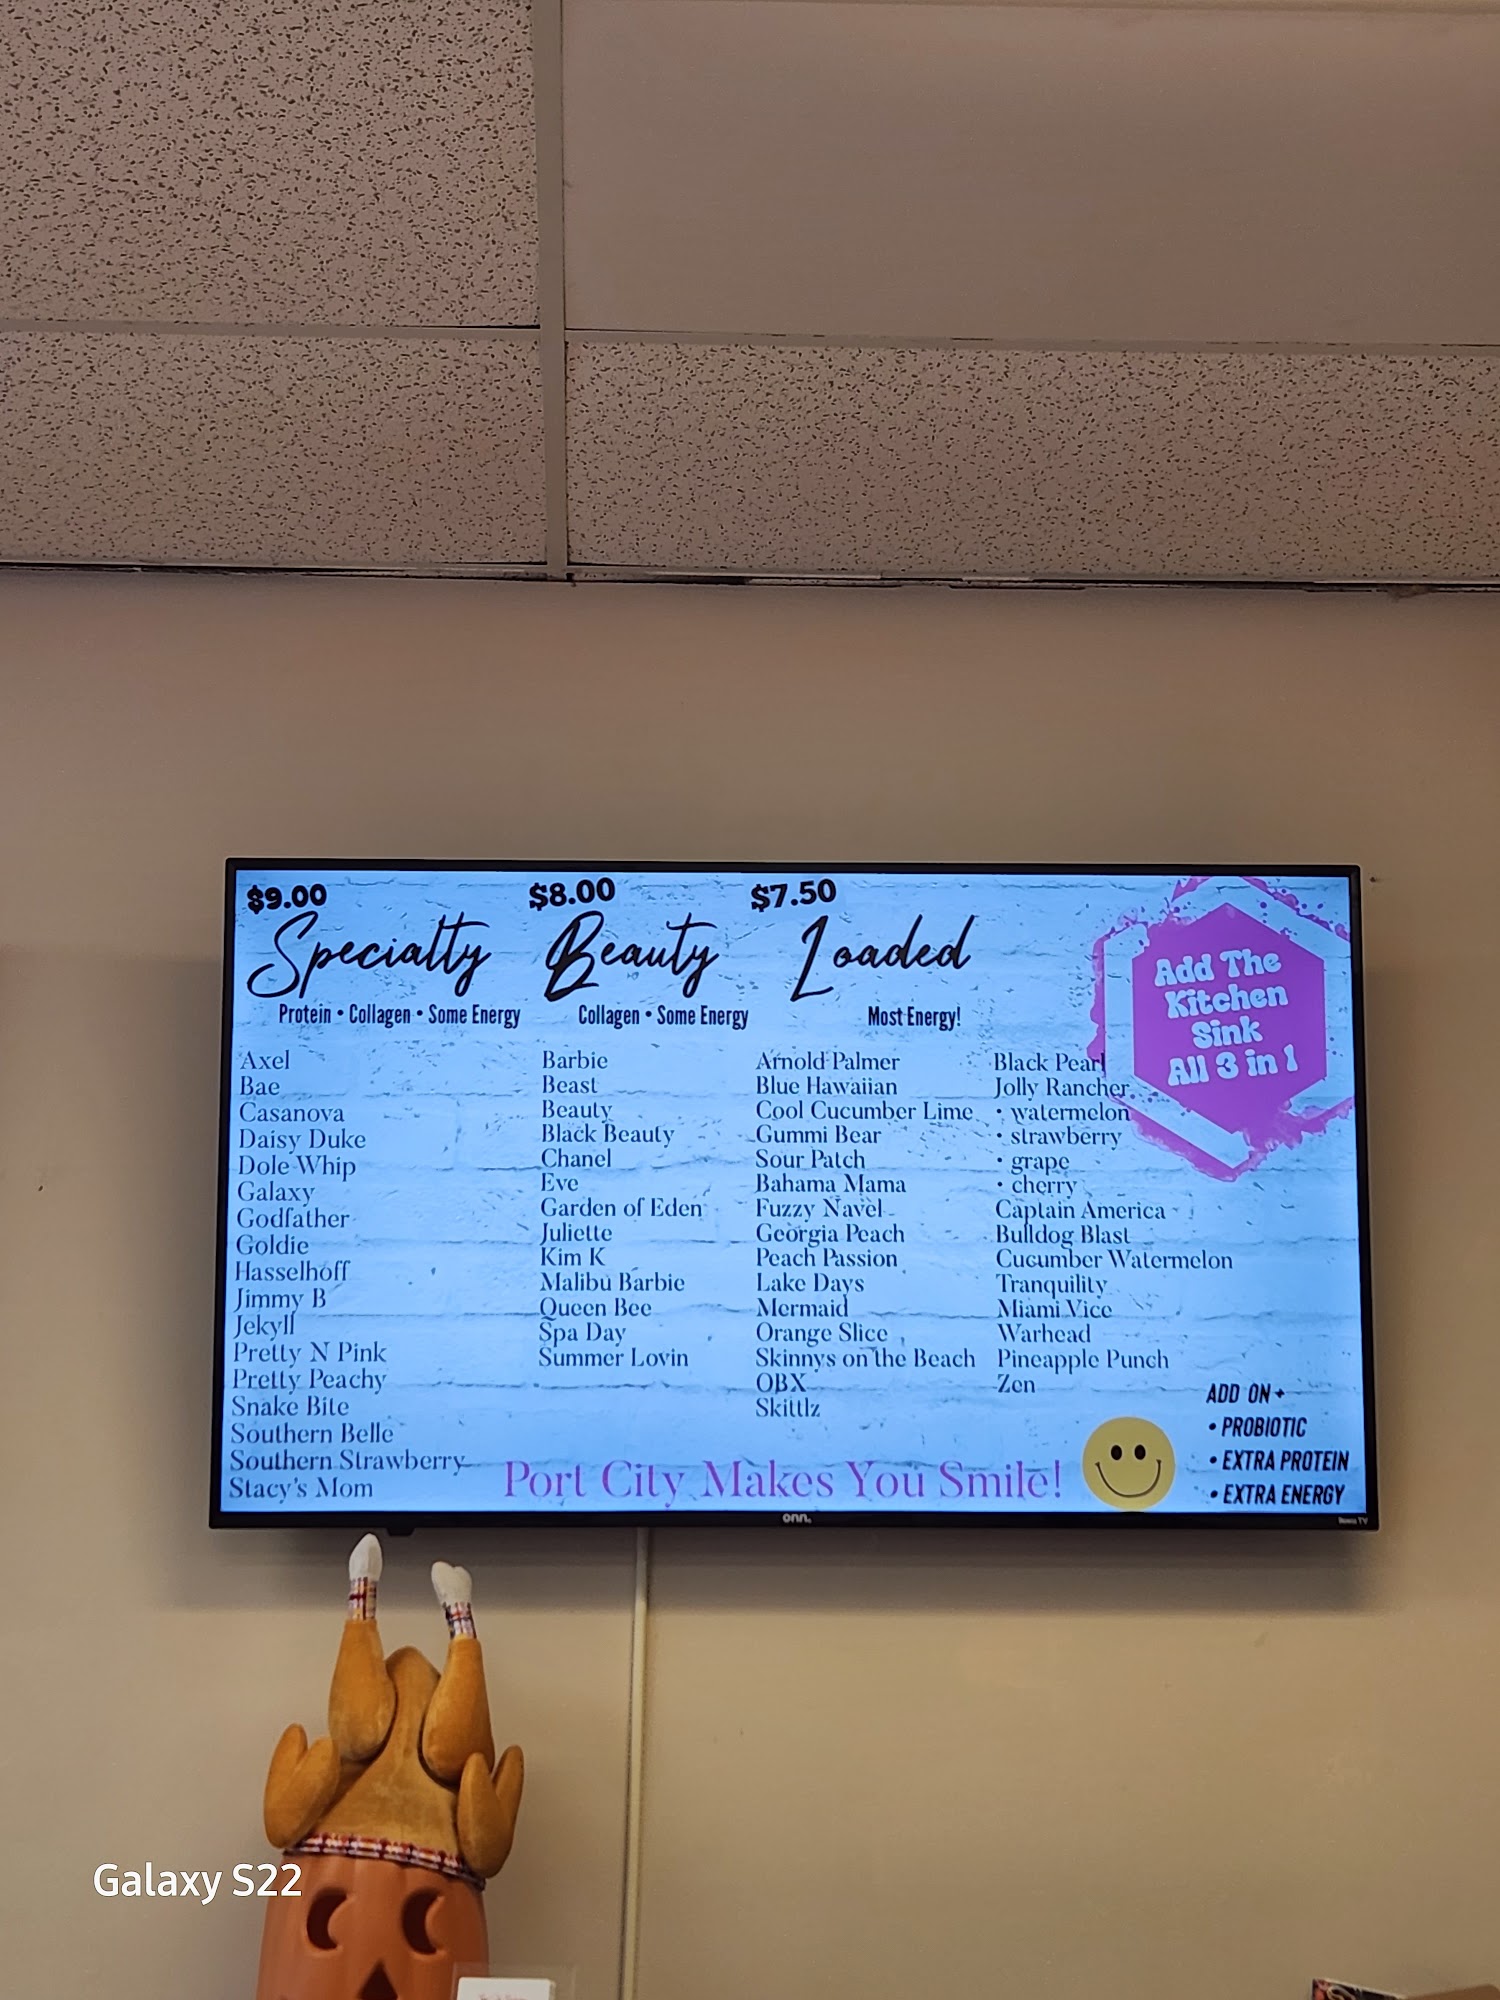 $9.00
Specialty
Protein • Collagen • Some Energy
Axel
Bae
Casanova
Daisy Duke
Dole Whip
Galaxy
Godfather
Goldie
Hasselhoff
Jimmy B
Jekyll
Pretty N Pink
Pretty Peachy
Snake Bite
Southern Belle
Southern Strawberry
Stacy's Mom
$8.00
Beauty
Collagen • Some Energy
Barbie
Beast
Beauty
Black Beauty
Chanel
Eve
Garden of Eden
Juliette
Kim K
Malibu Barbie
Queen Bee
Spa Day
Summer Lovin
$7.50
Loaded
Most Energy!
Arnold Palmer
Blue Hawaiian
Cool Cucumber Lime
Gummi Bear
Sour Patch
Bahama Mama
Fuzzy Navel
Georgia Peach
Peach Passion
Lake Days
Mermaid
Orange Slice
Skinnys on the Beach
OBX
Skittlz
Black Pearl
Jolly Rancher
• watermelon
• strawberry
• grape
• cherry
Captain America
Bulldog Blast
Cucumber Watermelon
Tranquility
Miami Vice
Warhead
Pineapple Punch
Zen
Add The
Kitchen
Sink
All 3 in 1
ADD ON +
• PROBIOTIC
• EXTRA PROTEIN
• EXTRA ENERGY
Port City Makes You Smile!
onn.
Roku TV
Galaxy S22